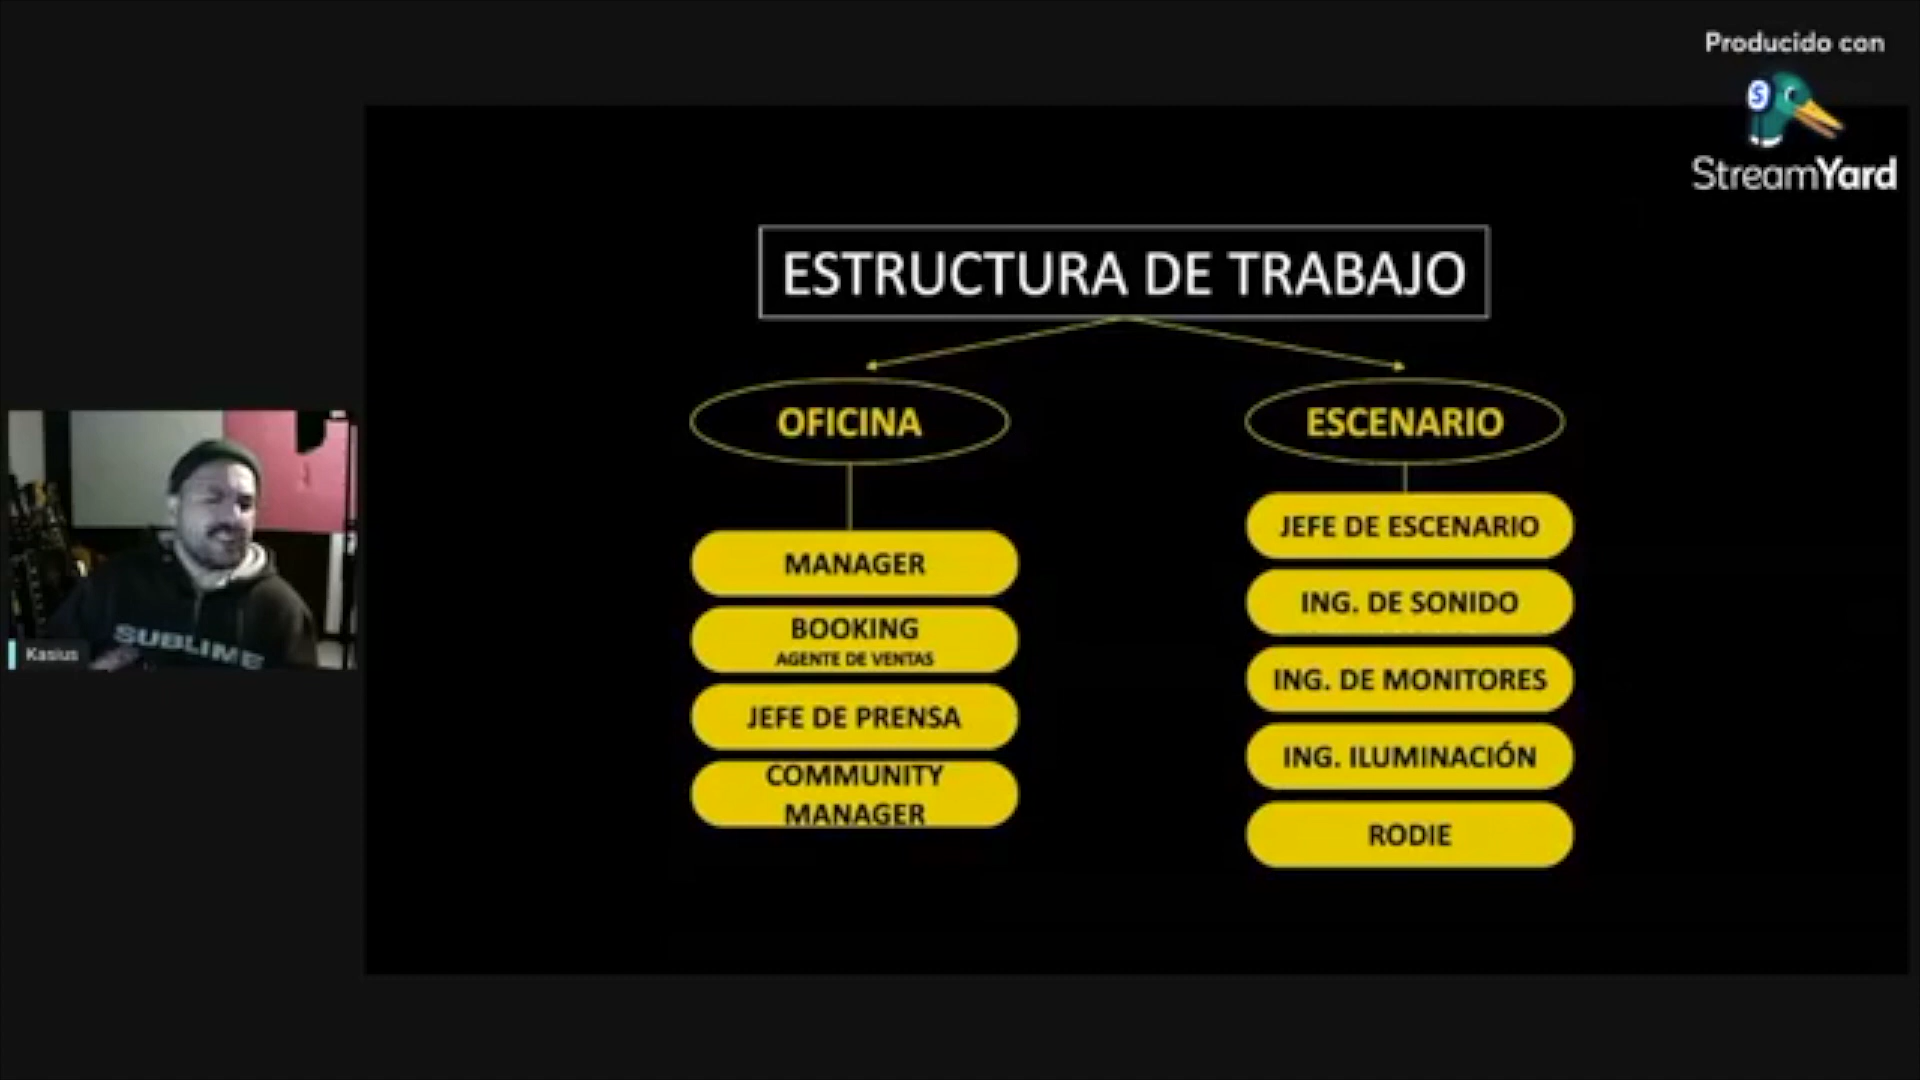 Producido con
S
StreamYard
ESTRUCTURA DE TRABAJO
OFICINA
MANAGER
BOOKING
AGENTE DE VENTAS
JEFE DE PRENSA
COMMUNITY
MANAGER
ESCENARIO
JEFE DE ESCENARIO
ING. DE SONIDO
ING. DE MONITORES
ING. ILUMINACIÓN
RODIE
SUBLIME
Kasius